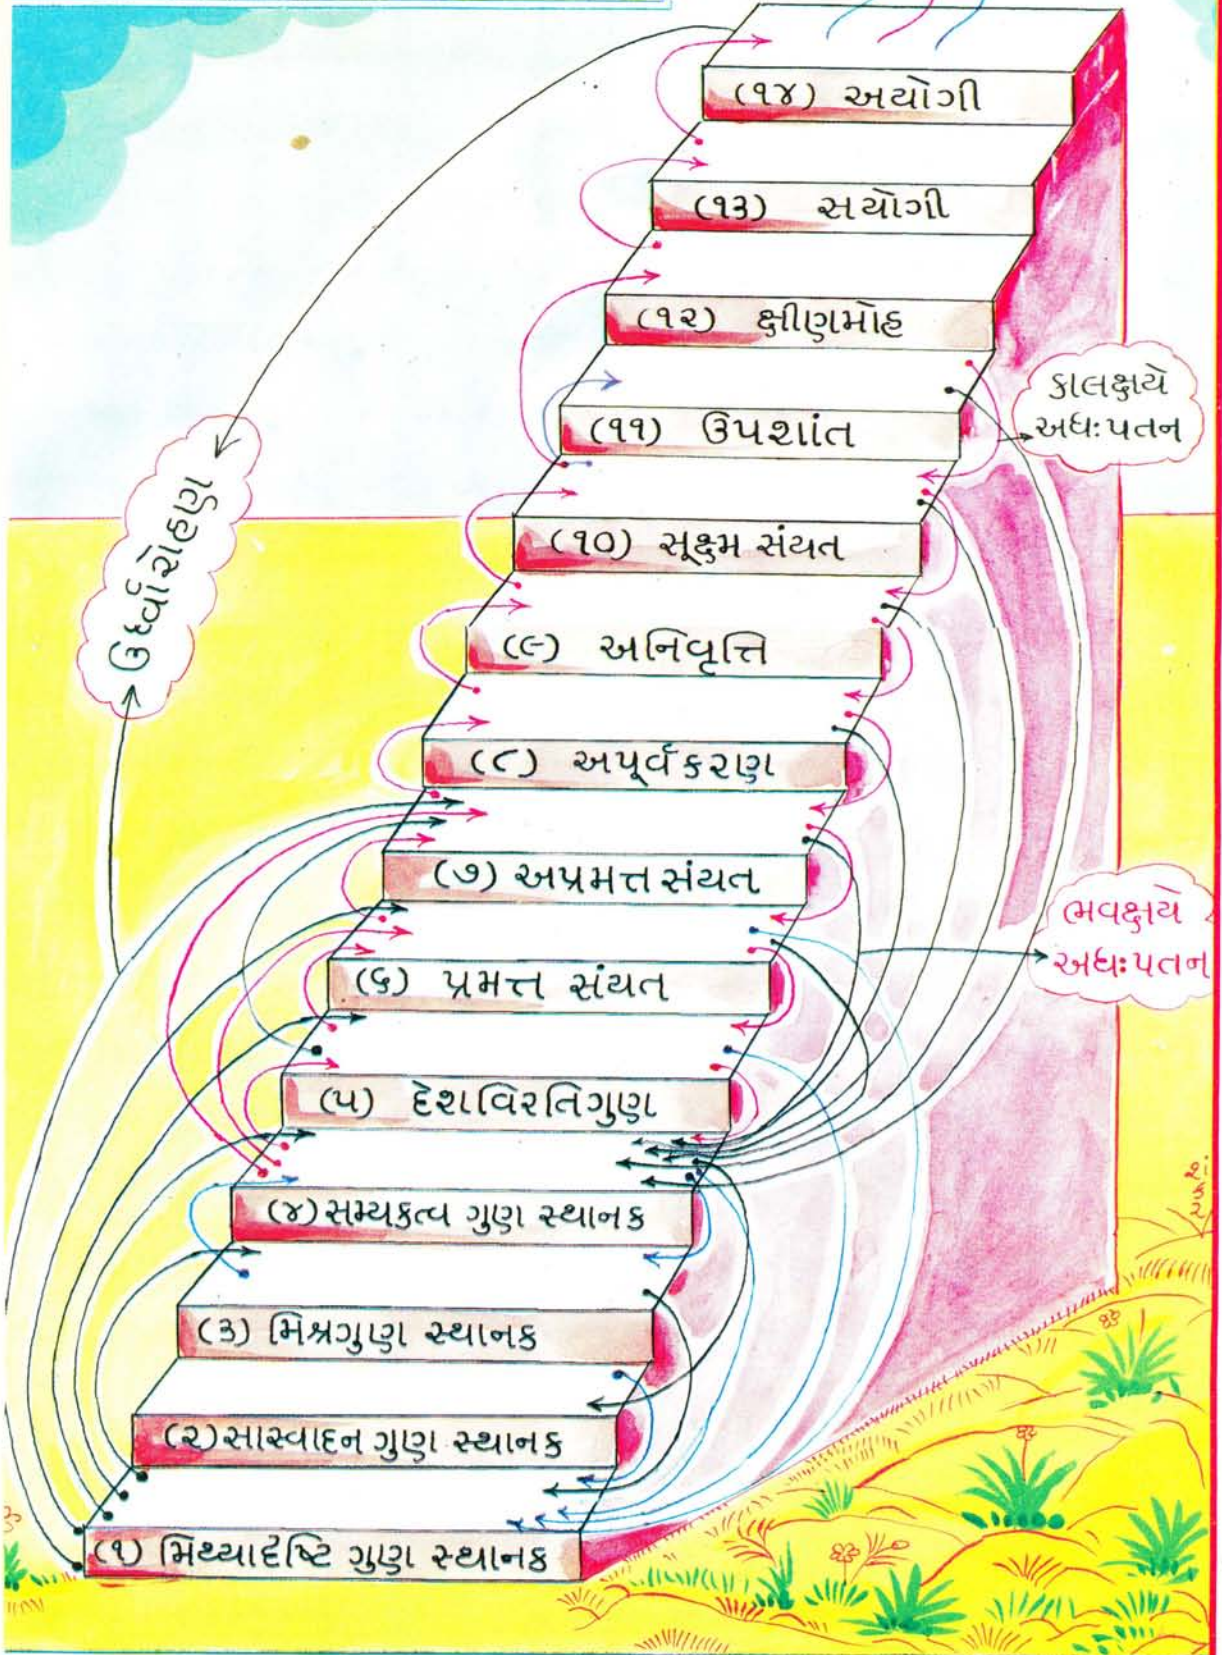 (૧૪) અયોગી
(૧૩) સયોગી
(૧૨) ક્ષીણમોહ
કાલક્ષયે
અધઃપતન
(૧૧) ઉપશાંત
ઉર્ધ્વારોહણ
(૧૦) સૂક્ષ્મ સંયત
(૯) અનિવૃત્તિ
(૮) અપૂર્વકરણ
(૭) અપ્રમત્ત સંયત
ભવક્ષયે
અધઃપતન
(૬) પ્રમત્ત સંયત
(૫) દેશવિરતિગુણ
(૪) સમ્યકત્વ ગુણ સ્થાનક
(૩) મિશ્રગુણ સ્થાનક
(૨) સાસ્વાદન ગુણ સ્થાનક
(૧) મિથ્યાર્દષ્ટિ ગુણ સ્થાનક